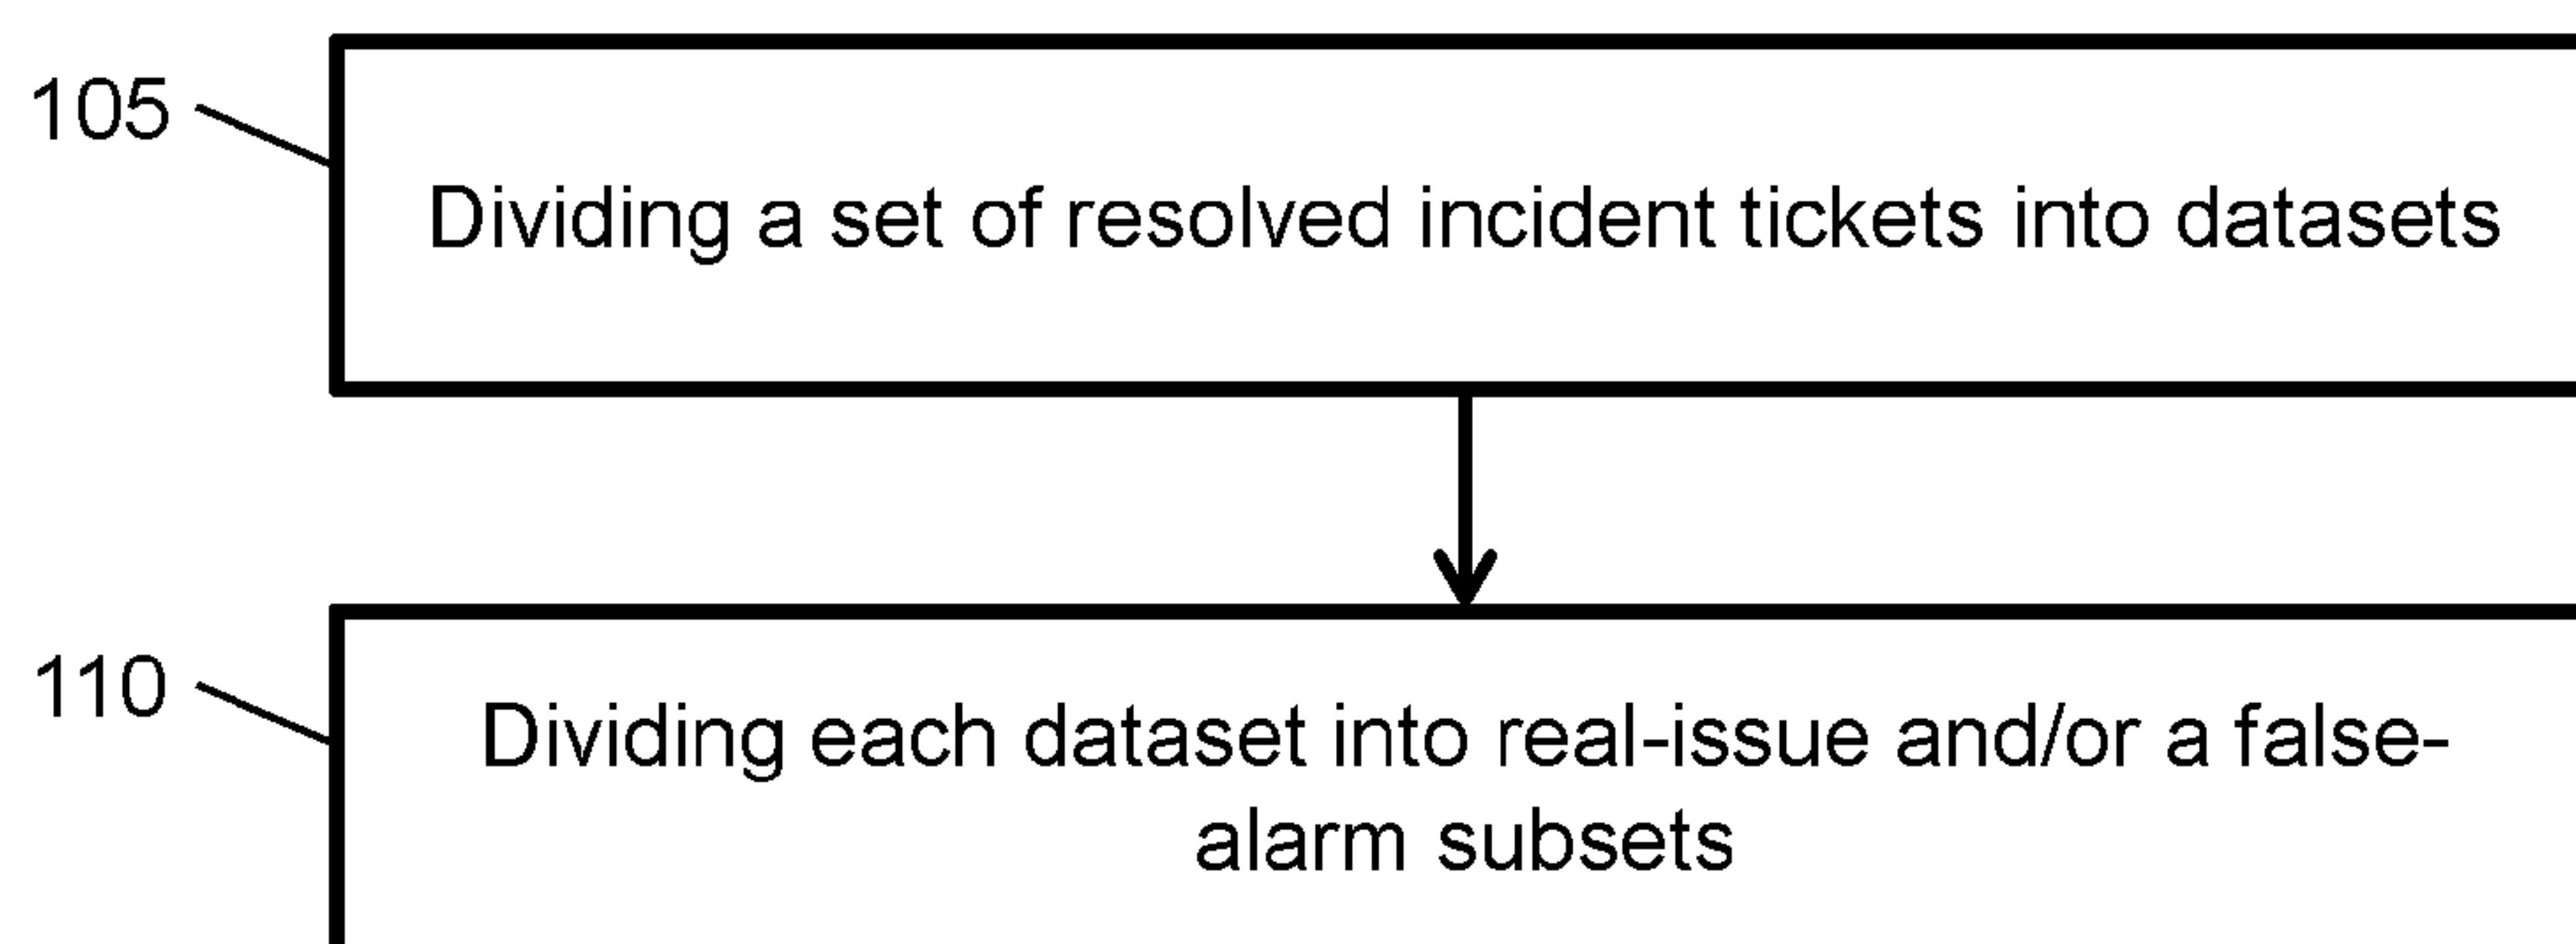 105
Dividing a set of resolved incident tickets into datasets
110
Dividing each dataset into real-issue and/or a false-
alarm subsets